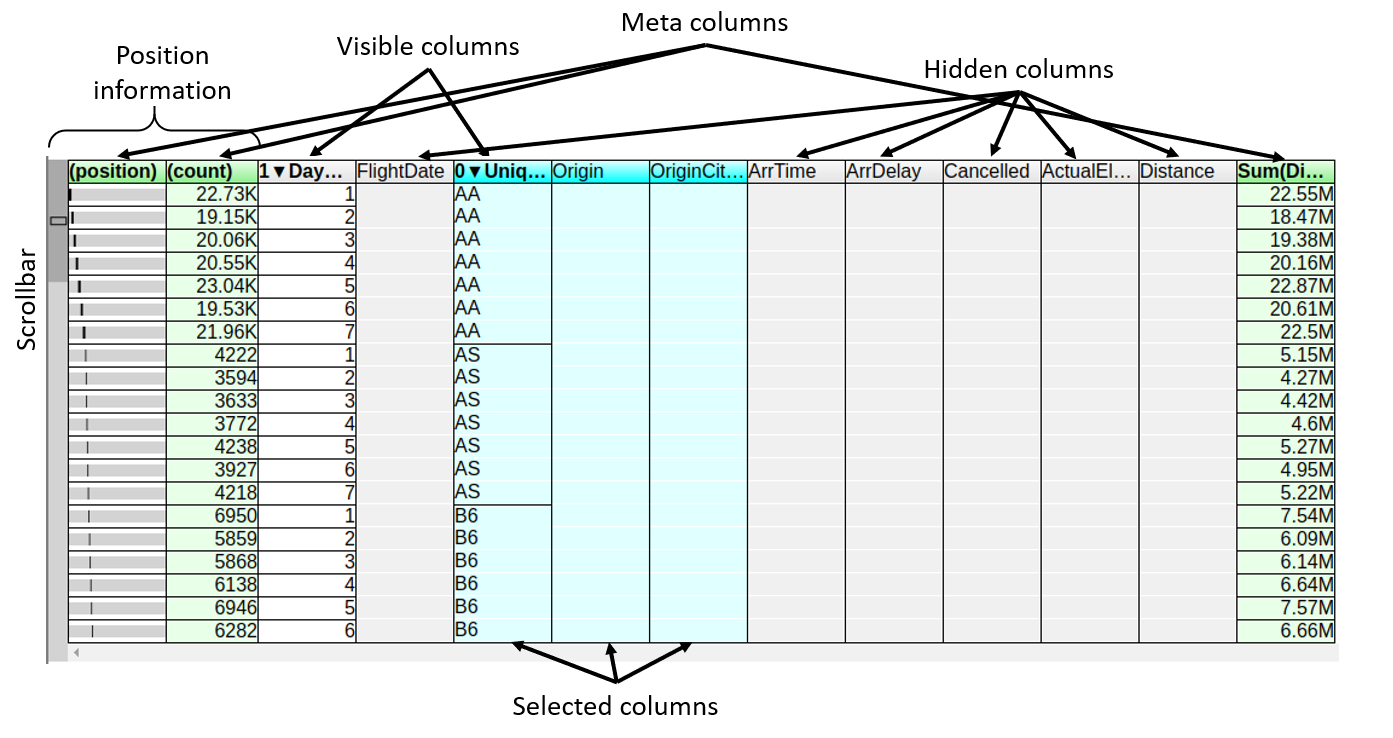 Meta columns
Visible columns
Position
information
Hidden columns
(position) (count) 1▼Day... FlightDate 0▼Uniq... Origin OriginCit... ArrTime ArrDelay Cancelled ActualEl... Distance Sum(Di...
22.73K 1 AA 22.55M
19.15K 2 AA 18.47M
20.06K 3 AA 19.38M
20.55K 4 AA 20.16M
23.04K 5 AA 22.87M
19.53K 6 AA 20.61M
21.96K 7 AA 22.5M
4222 1 AS 5.15M
3594 2 AS 4.27M
3633 3 AS 4.42M
3772 4 AS 4.6M
4238 5 AS 5.27M
3927 6 AS 4.95M
4218 7 AS 5.22M
6950 1 B6 7.54M
5859 2 B6 6.09M
5868 3 B6 6.14M
6138 4 B6 6.64M
6946 5 B6 7.57M
6282 6 B6 6.66M
Scrollbar
Selected columns